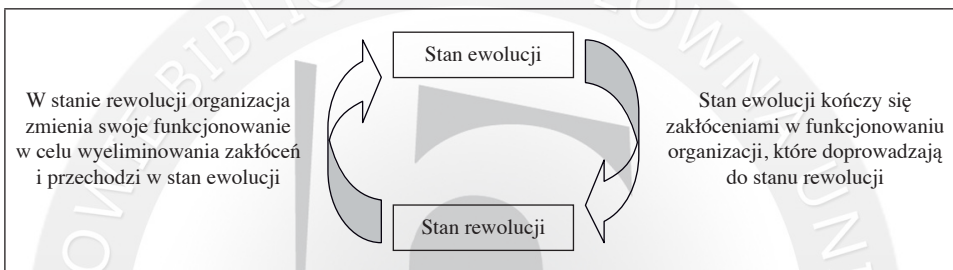 Stan ewolucji
W stanie rewolucji organizacja
zmienia swoje funkcjonowanie
w celu wyeliminowania zakłóceń
i przechodzi w stan ewolucji
Stan ewolucji kończy się
zakłóceniami w funkcjonowaniu
organizacji, które doprowadzają
do stanu rewolucji
Stan rewolucji